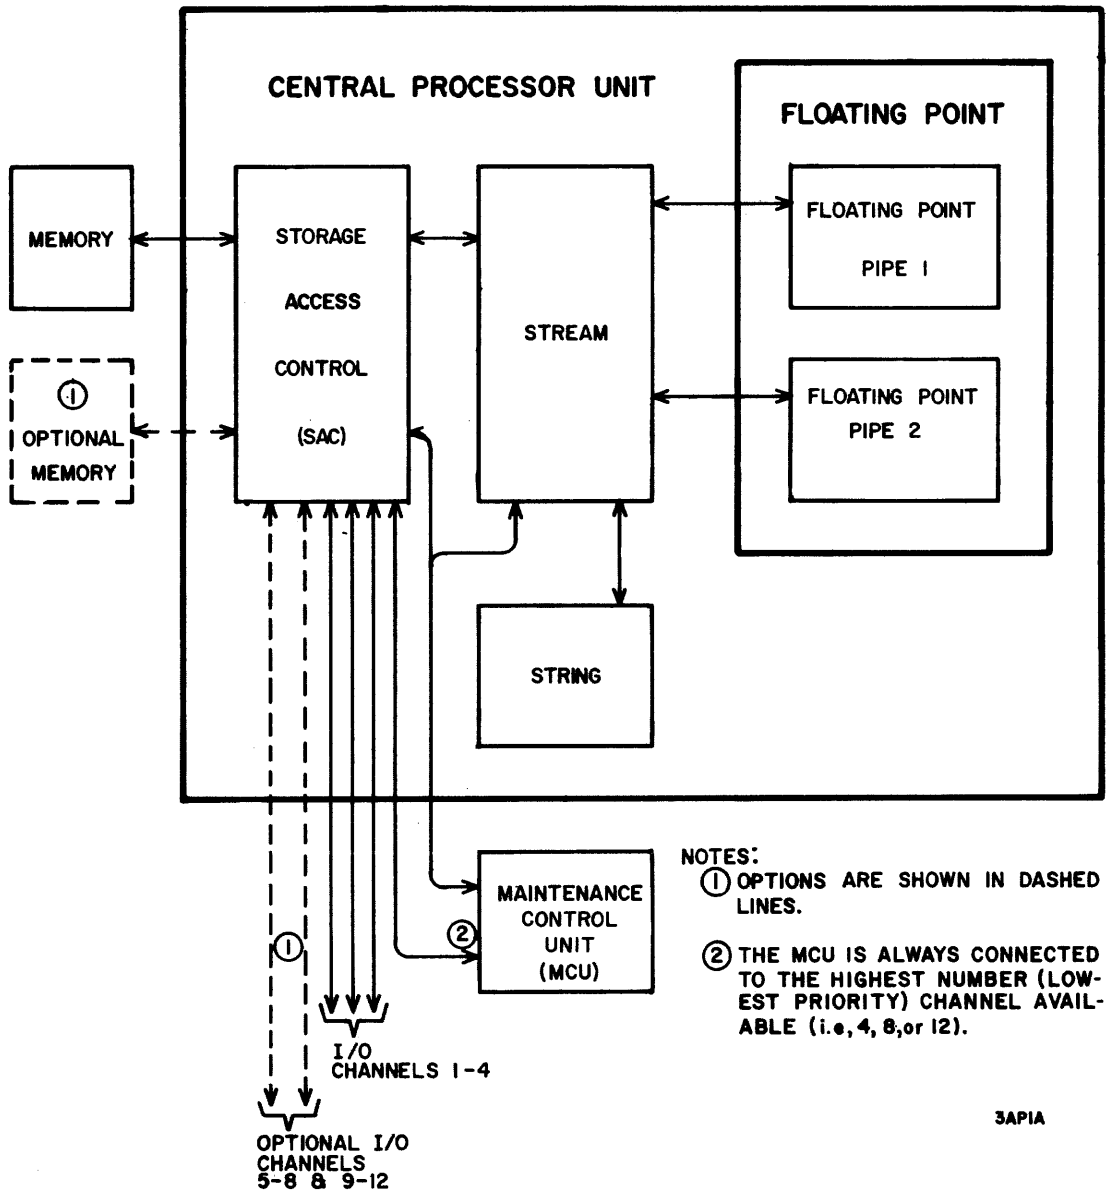 CENTRAL PROCESSOR UNIT
FLOATING POINT
MEMORY
STORAGE
ACCESS
CONTROL
(SAC)
STREAM
FLOATING POINT
PIPE 1
FLOATING POINT
PIPE 2
1
OPTIONAL
MEMORY
STRING
MAINTENANCE
CONTROL
UNIT
(MCU)
2
1
I/O
CHANNELS 1-4
OPTIONAL I/O
CHANNELS
5-8 & 9-12
NOTES:
1 OPTIONS ARE SHOWN IN DASHED
LINES.
2 THE MCU IS ALWAYS CONNECTED
TO THE HIGHEST NUMBER (LOW-
EST PRIORITY) CHANNEL AVAIL-
ABLE (i.e, 4, 8,or 12).
3AP1A